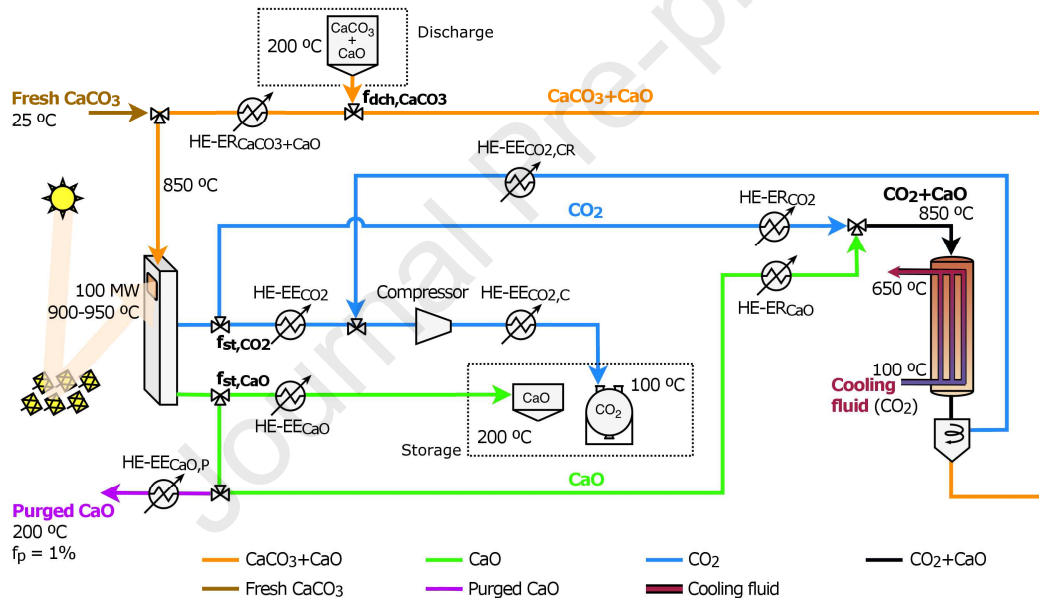 CaCO3
+
CaO
200 ºC
Discharge
Fresh CaCO3
25 ºC
fdch,CaCO3
CaCO3+CaO
HE-ERCaCO3+CaO
HE-EECO2,CR
850 ºC
CO2
HE-ERCO2
CO2+CaO
850 ºC
100 MW
900-950 ºC
HE-EECO2
Compressor
HE-EECO2,C
HE-ERCaO
650 ºC
fst,CO2
fst,CaO
HE-EECaO
CaO
CO2
100 ºC
200 ºC
Storage
100 ºC
Cooling
fluid (CO2)
HE-EECaO,P
CaO
Purged CaO
200 ºC
fp = 1%
CaCO3+CaO
CaO
CO2
CO2+CaO
Fresh CaCO3
Purged CaO
Cooling fluid
Journal Pre-p